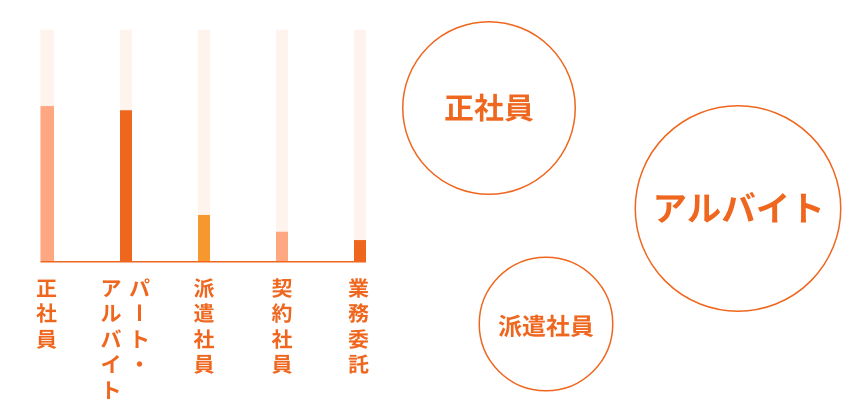 正社員
パート・
アルバイト
派遣社員
契約社員
業務委託
正社員
アルバイト
派遣社員